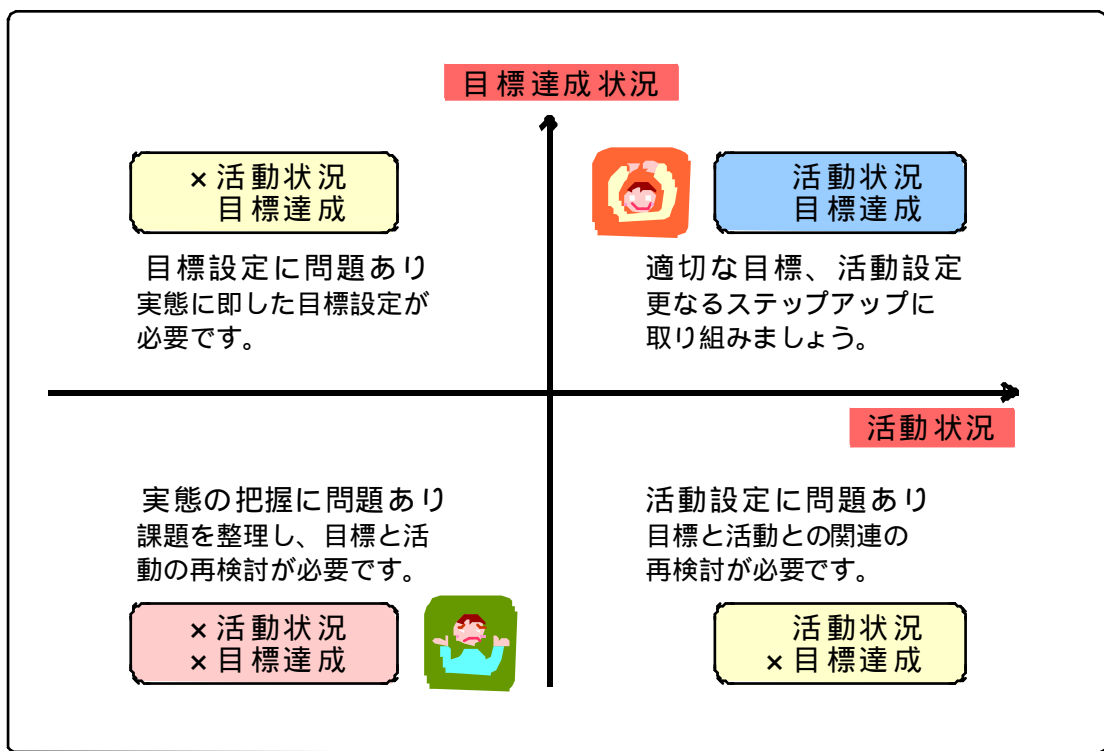 目標達成状況
×活動状況
目標達成
目標設定に問題あり
実態に即した目標設定が
必要です。
活動状況
目標達成
適切な目標、活動設定
更なるステップアップに
取り組みましょう。
活動状況
実態の把握に問題あり
課題を整理し、目標と活
動の再検討が必要です。
×活動状況
×目標達成
活動設定に問題あり
目標と活動との関連の
再検討が必要です。
活動状況
×目標達成